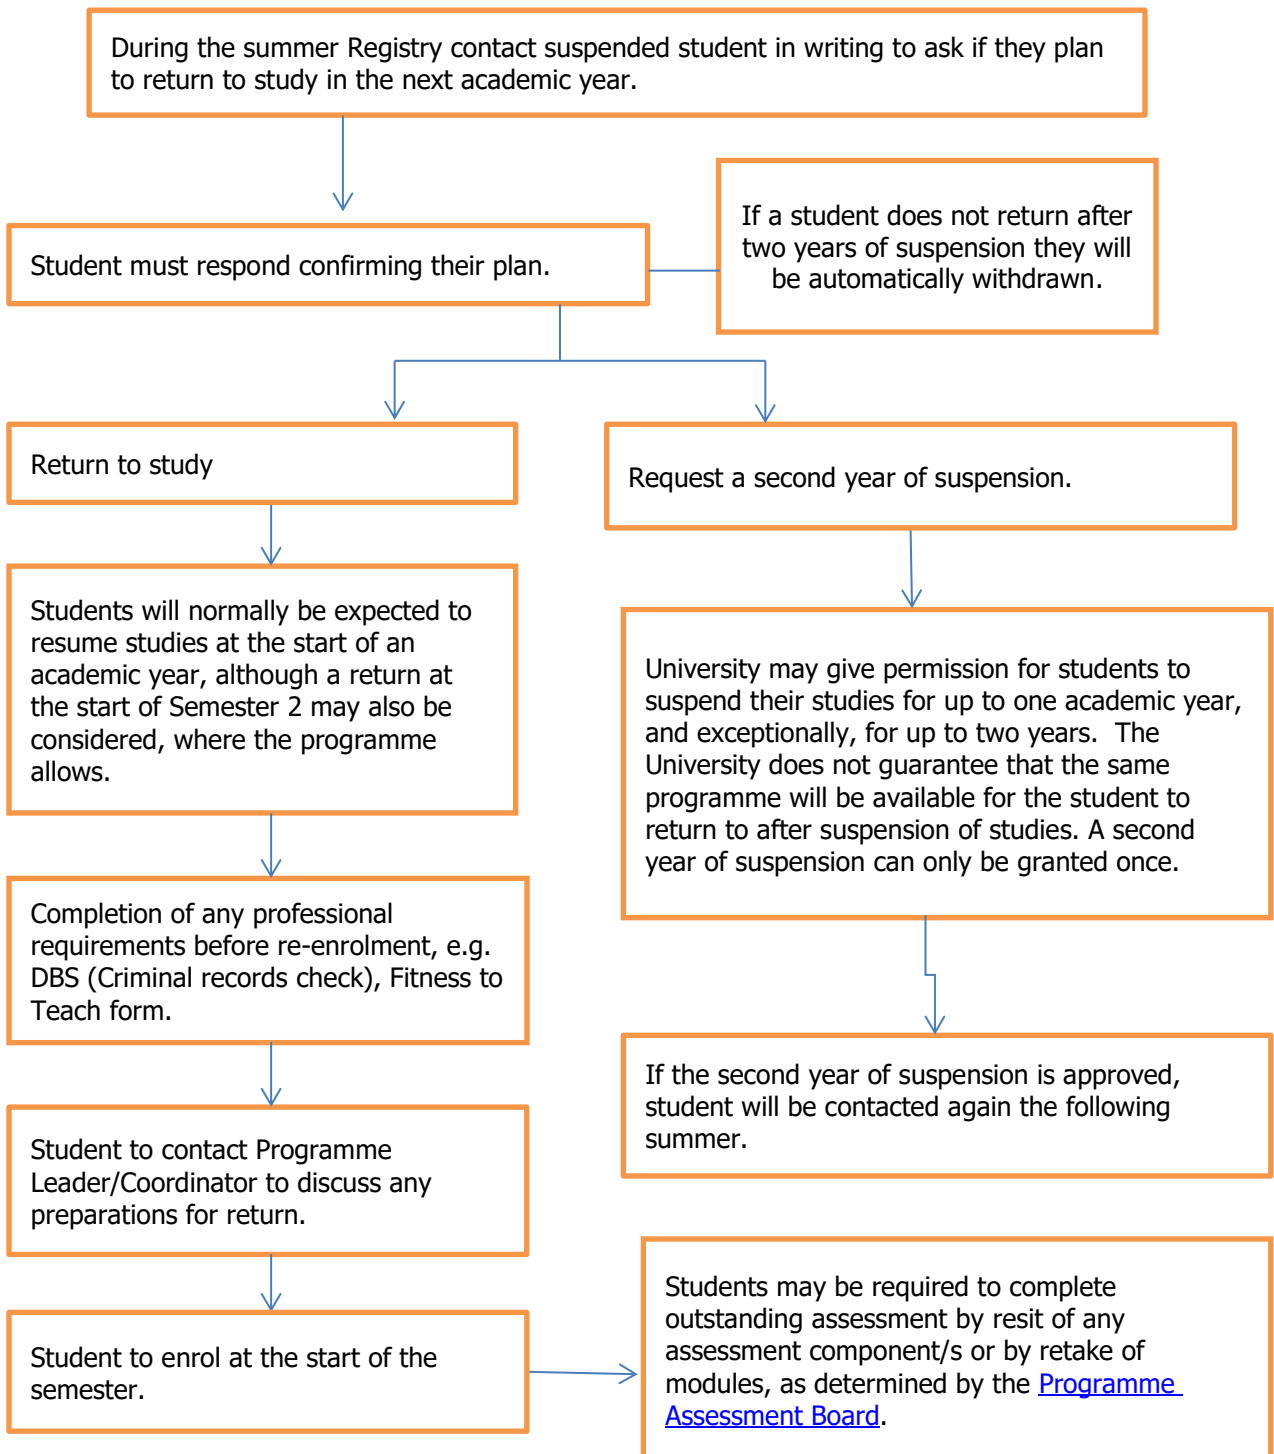 During the summer Registry contact suspended student in writing to ask if they plan
to return to study in the next academic year.
If a student does not return after
two years of suspension they will
be automatically withdrawn.
Student must respond confirming their plan.
Return to study
Request a second year of suspension.
Students will normally be expected to
resume studies at the start of an
academic year, although a return at
the start of Semester 2 may also be
considered, where the programme
allows.
University may give permission for students to
suspend their studies for up to one academic year,
and exceptionally, for up to two years.  The
University does not guarantee that the same
programme will be available for the student to
return to after suspension of studies. A second
year of suspension can only be granted once.
Completion of any professional
requirements before re-enrolment, e.g.
DBS (Criminal records check), Fitness to
Teach form.
If the second year of suspension is approved,
student will be contacted again the following
summer.
Student to contact Programme
Leader/Coordinator to discuss any
preparations for return.
Student to enrol at the start of the
semester.
Students may be required to complete
outstanding assessment by resit of any
assessment component/s or by retake of
modules, as determined by the Programme
Assessment Board.